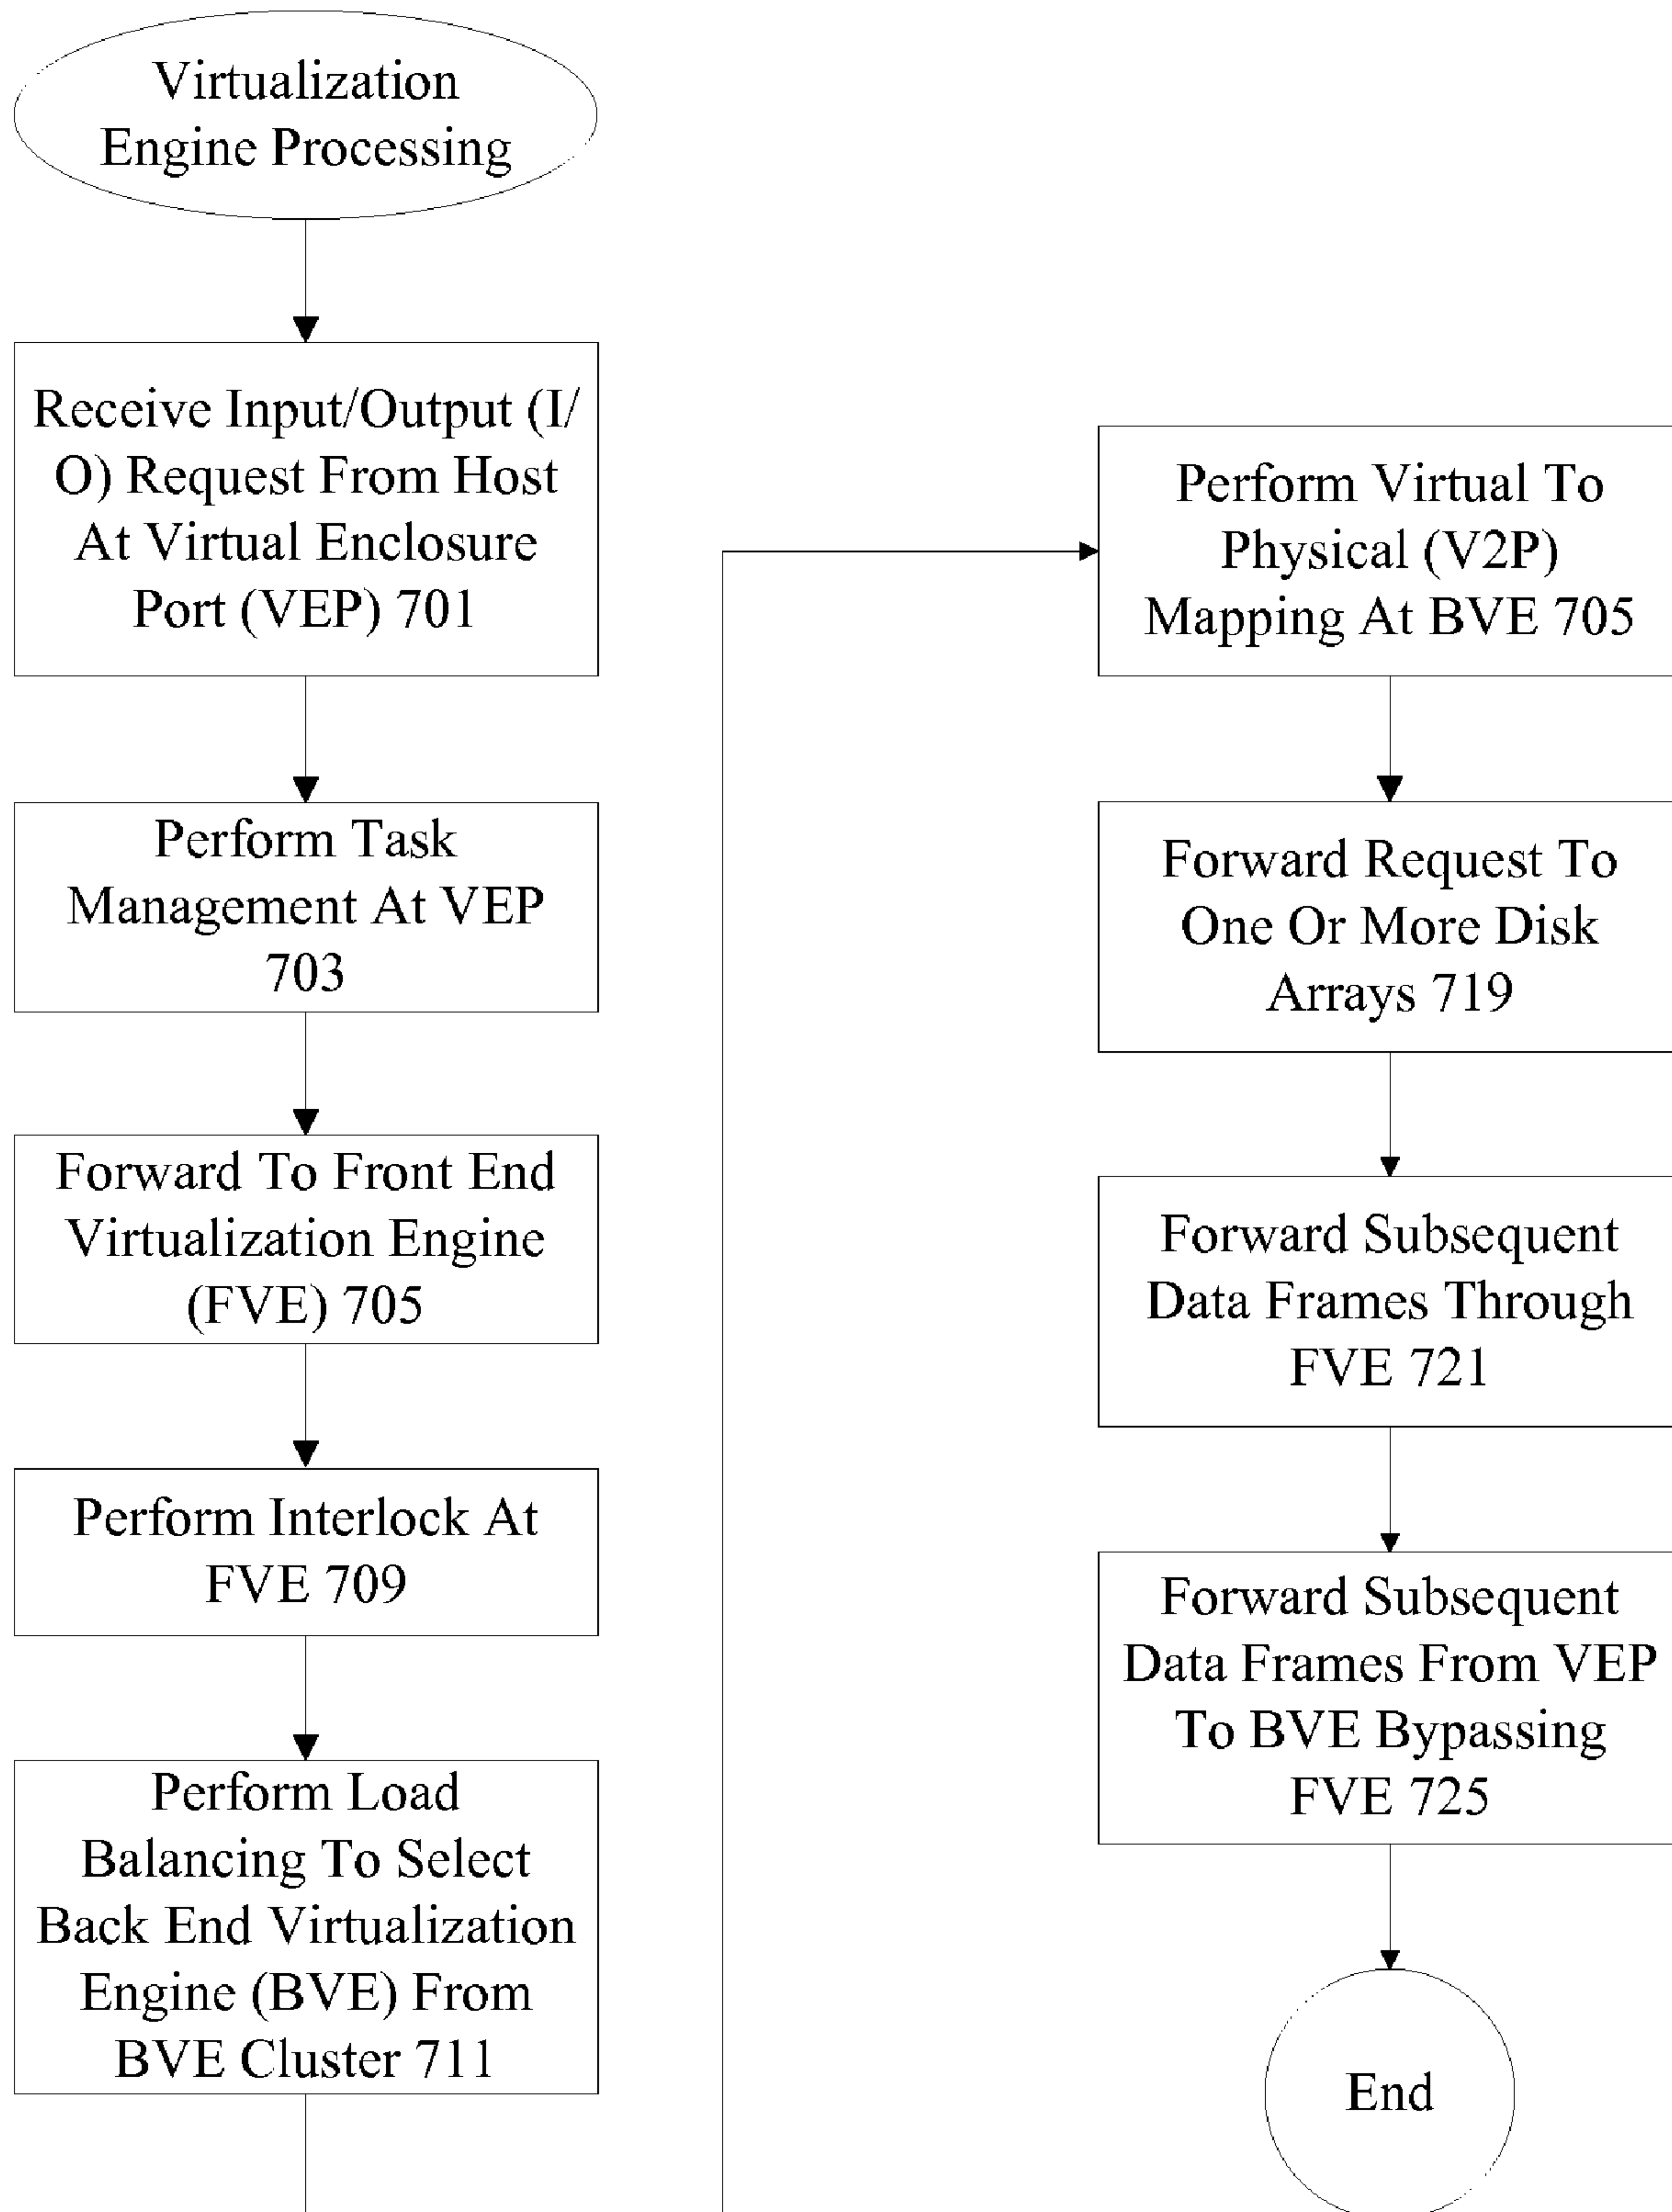 Virtualization
Engine Processing
Receive Input/Output (I/
O) Request From Host
At Virtual Enclosure
Port (VEP) 701
Perform Task
Management At VEP
703
Forward To Front End
Virtualization Engine
(FVE) 705
Perform Interlock At
FVE 709
Perform Load
Balancing To Select
Back End Virtualization
Engine (BVE) From
BVE Cluster 711
Perform Virtual To
Physical (V2P)
Mapping At BVE 705
Forward Request To
One Or More Disk
Arrays 719
Forward Subsequent
Data Frames Through
FVE 721
Forward Subsequent
Data Frames From VEP
To BVE Bypassing
FVE 725
End